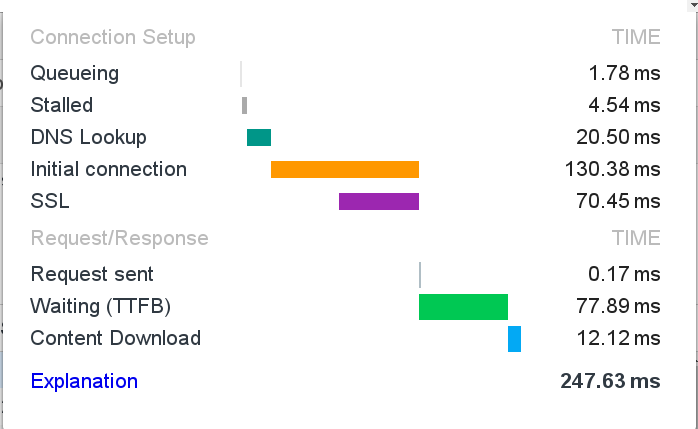 Connection Setup TIME
Queueing 1.78 ms
Stalled 4.54 ms
DNS Lookup 20.50 ms
Initial connection 130.38 ms
SSL 70.45 ms
Request/Response TIME
Request sent 0.17 ms
Waiting (TTFB) 77.89 ms
Content Download 12.12 ms
Explanation 247.63 ms